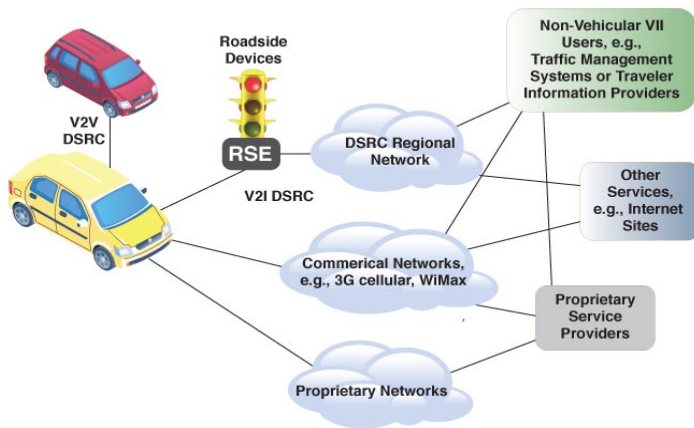 Roadside
Devices
Non-Vehicular VII
Users, e.g.,
Traffic Management
Systems or Traveler
Information Providers
V2V
DSRC
RSE
DSRC Regional
Network
V2I DSRC
Other
Services,
e.g., Internet
Sites
Commerical Networks,
e.g., 3G cellular, WiMax
Proprietary
Service
Providers
Proprietary Networks